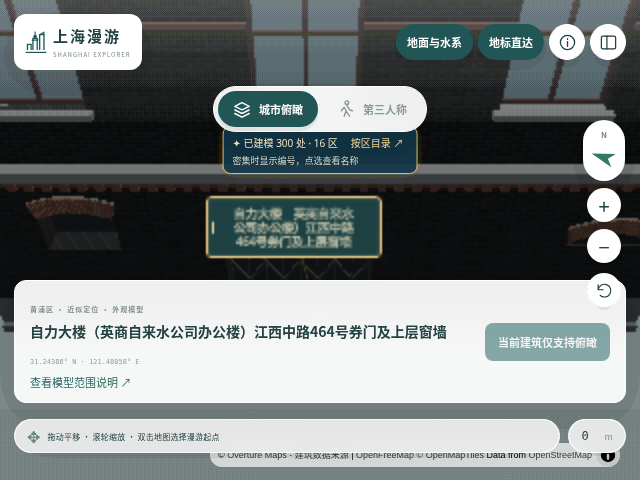 上海漫游
SHANGHAI EXPLORER
地面与水系
地标直达
城市俯瞰
第三人称
✦ 已建模 300 处 · 16 区 按区目录 ↗
密集时显示编号，点选查看名称
N
自力大楼 英商自来水
公司办公楼）江西中路
464号券门及上层窗墙
+
−
黄浦区 · 近似定位 · 外观模型
自力大楼（英商自来水公司办公楼）江西中路464号券门及上层窗墙
31.24386° N · 121.48058° E
查看模型范围说明 ↗
当前建筑仅支持俯瞰
拖动平移 · 滚轮缩放 · 双击地图选择漫游起点
0 m
© Overture Maps · 建筑数据来源 | OpenFreeMap © OpenMapTiles Data from OpenStreetMap